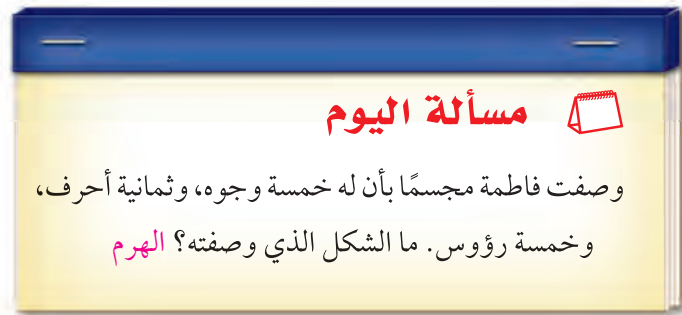 مسألة اليوم
وصفت فاطمة مجسمًا بأن له خمسة وجوه، وثمانية أحرف،
وخمسة رؤوس. ما الشكل الذي وصفته؟ الهرم